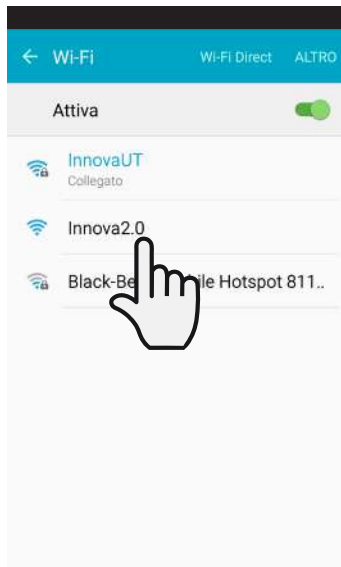 Wi-Fi Wi-Fi Direct ALTRO
Attiva
InnovaUT
Collegato
Innova2.0
Black-Be ile Hotspot 811..